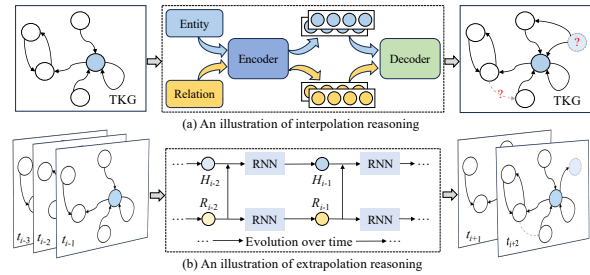 Entity
Relation
Encoder
Decoder
TKG
?
?
TKG
(a) An illustration of interpolation reasoning
t_{i-3}
t_{i-2}
t_{i-1}
H_{i-2}
RNN
H_{i-1}
RNN
R_{i-2}
RNN
R_{i-1}
RNN
Evolution over time
t_{i+1}
t_{i+2}
(b) An illustration of extrapolation reasoning